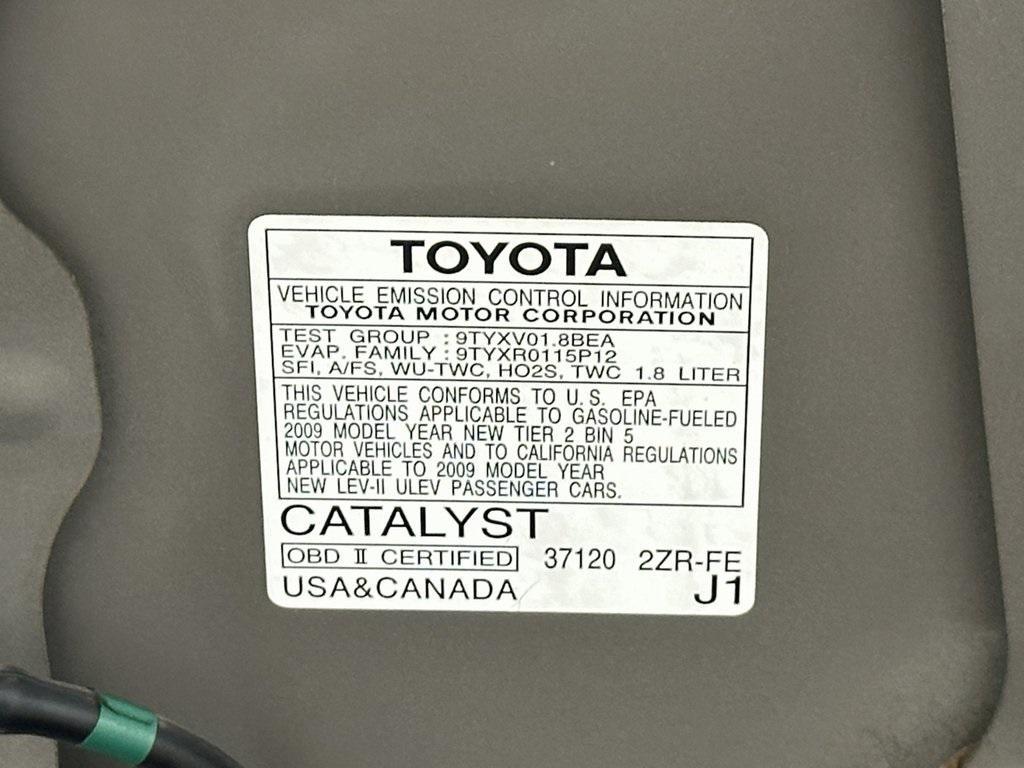 TOYOTA
VEHICLE EMISSION CONTROL INFORMATION
TOYOTA MOTOR CORPORATION
TEST GROUP : 9TYXV01.8BEA
EVAP. FAMILY : 9TYXR0115P12
SFI, A/FS, WU-TWC, HO2S, TWC 1.8 LITER
THIS VEHICLE CONFORMS TO U.S. EPA
REGULATIONS APPLICABLE TO GASOLINE-FUELED
2009 MODEL YEAR NEW TIER 2 BIN 5
MOTOR VEHICLES AND TO CALIFORNIA REGULATIONS
APPLICABLE TO 2009 MODEL YEAR
NEW LEV-II ULEV PASSENGER CARS.
CATALYST
OBD II CERTIFIED 37120 2ZR-FE
USA&CANADA J1